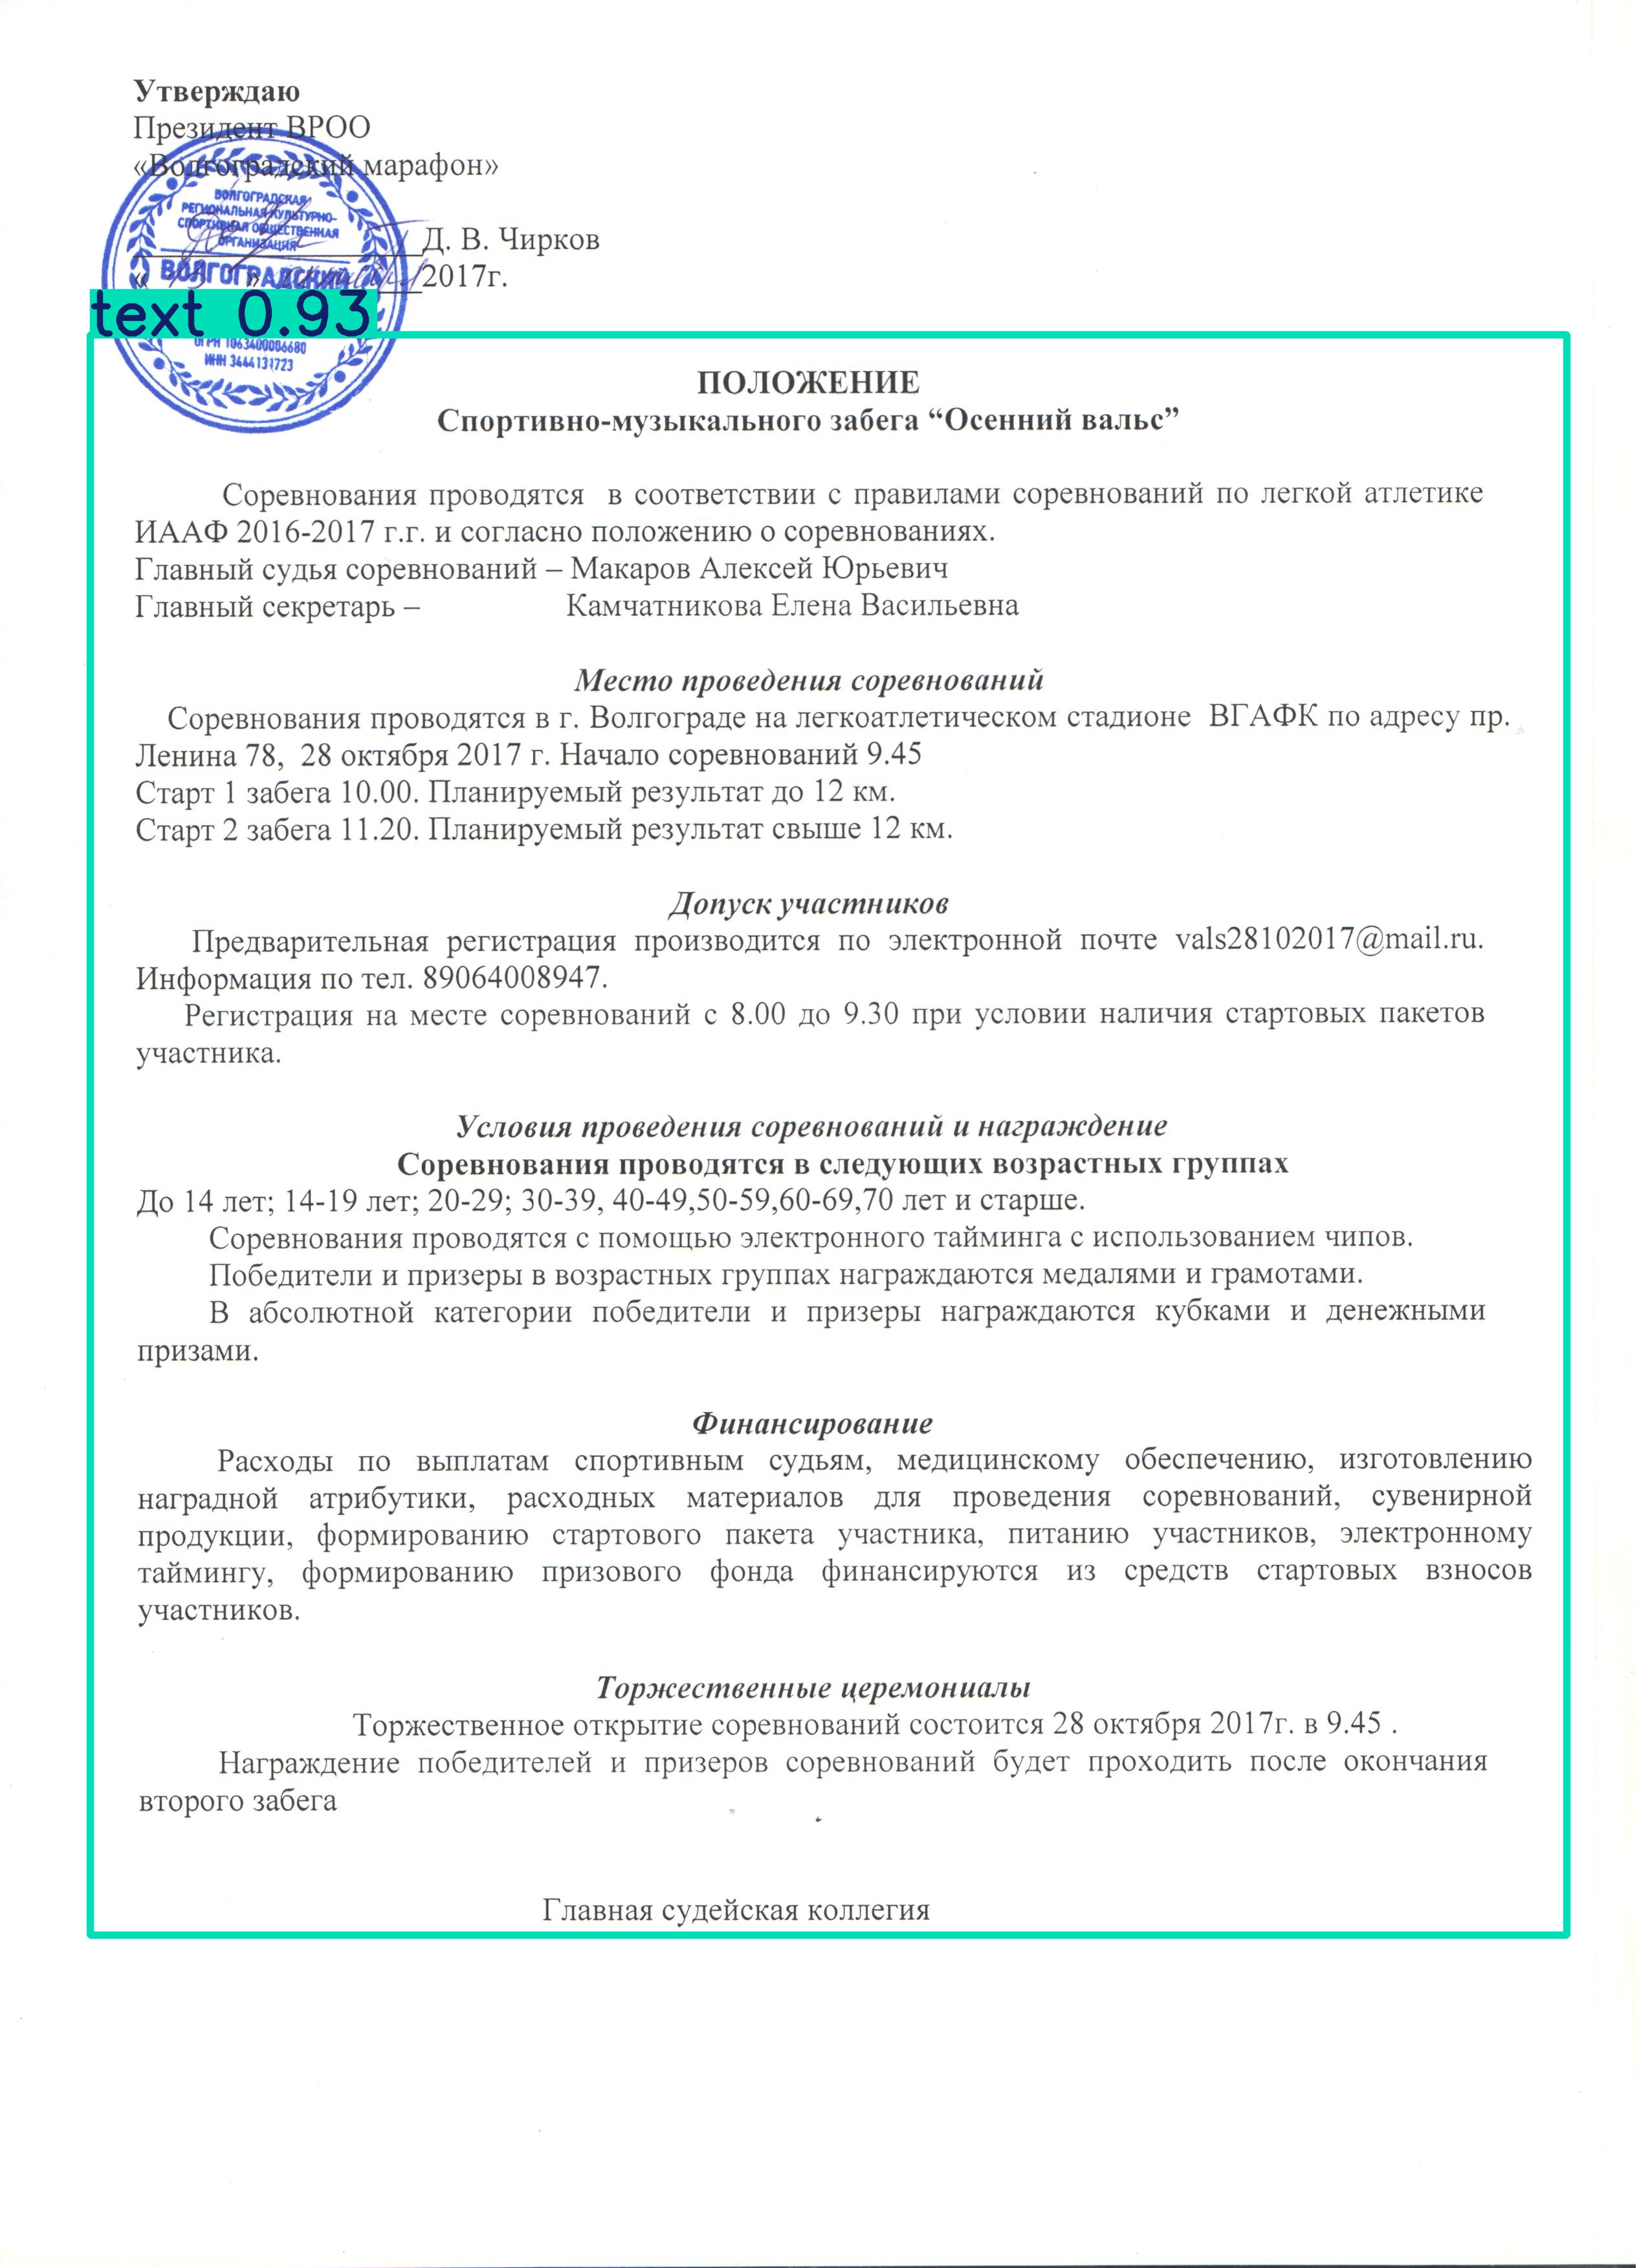 Утверждаю
Президент ВРОО
«Волгоградский марафон»
ВОЛГОГРАДСКАЯ
РЕГИОНАЛЬНАЯ КУЛЬТУРНО-
СПОРТИВНАЯ ОБЩЕСТВЕННАЯ
ОРГАНИЗАЦИЯ
Д. В. Чирков
ВОЛГОГРАДСКИЙ
« » 2017г.
text 0.93
ОГРН 1063400006680
ИНН 3444131723
ПОЛОЖЕНИЕ
Спортивно-музыкального забега “Осенний вальс”
Соревнования проводятся в соответствии с правилами соревнований по легкой атлетике
ИААФ 2016-2017 г.г. и согласно положению о соревнованиях.
Главный судья соревнований – Макаров Алексей Юрьевич
Главный секретарь – Камчатникова Елена Васильевна
Место проведения соревнований
Соревнования проводятся в г. Волгограде на легкоатлетическом стадионе ВГАФК по адресу пр.
Ленина 78, 28 октября 2017 г. Начало соревнований 9.45
Старт 1 забега 10.00. Планируемый результат до 12 км.
Старт 2 забега 11.20. Планируемый результат свыше 12 км.
Допуск участников
Предварительная регистрация производится по электронной почте vals28102017@mail.ru.
Информация по тел. 89064008947.
Регистрация на месте соревнований с 8.00 до 9.30 при условии наличия стартовых пакетов
участника.
Условия проведения соревнований и награждение
Соревнования проводятся в следующих возрастных группах
До 14 лет; 14-19 лет; 20-29; 30-39, 40-49,50-59,60-69,70 лет и старше.
Соревнования проводятся с помощью электронного тайминга с использованием чипов.
Победители и призеры в возрастных группах награждаются медалями и грамотами.
В абсолютной категории победители и призеры награждаются кубками и денежными
призами.
Финансирование
Расходы по выплатам спортивным судьям, медицинскому обеспечению, изготовлению
наградной атрибутики, расходных материалов для проведения соревнований, сувенирной
продукции, формированию стартового пакета участника, питанию участников, электронному
таймингу, формированию призового фонда финансируются из средств стартовых взносов
участников.
Торжественные церемониалы
Торжественное открытие соревнований состоится 28 октября 2017г. в 9.45 .
Награждение победителей и призеров соревнований будет проходить после окончания
второго забега
Главная судейская коллегия